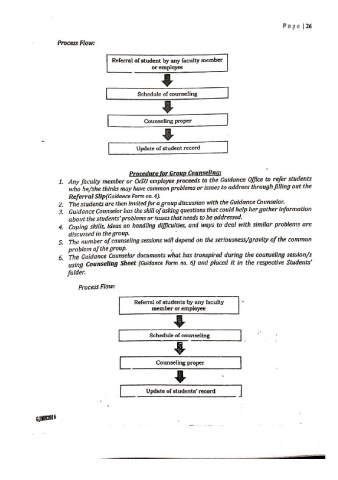 Page | 26
Process Flow:
Referral of student by any faculty member
or employee
Schedule of counseling
Counseling proper
Update of student record
Procedure for Group Counseling:
1. Any faculty member or OrSU employee proceeds to the Guidance Office to refer students
who he/she thinks may have common problems or issues to address through filling out the
Referral Slip(Guidance Form no. 4).
2. The students are then invited for a group discussion with the Guidance Counselor.
3. Guidance Counselor has the skill of asking questions that could help her gather information
about the students' problems or issues that needs to be addressed.
4. Coping skills, ideas on handling difficulties, and ways to deal with similar problems are
discussed in the group.
5. The number of counseling sessions will depend on the seriousness/gravity of the common
problem of the group.
6. The Guidance Counselor documents what has transpired during the counseling session/s
using Counseling Sheet (Guidance Form no. 6) and placed it in the respective Students'
folder.
Process Flow:
Referral of students by any faculty
member or employee
Schedule of counseling
Counseling proper
Update of students' record